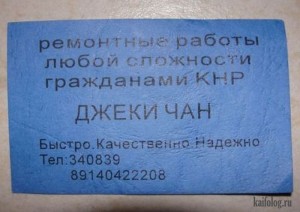 ремонтные работы
любой сложности
гражданами КНР
ДЖЕКИ ЧАН
Быстро.Качественно.Надежно
Тел:340839
89140422208
kaifolog.ru